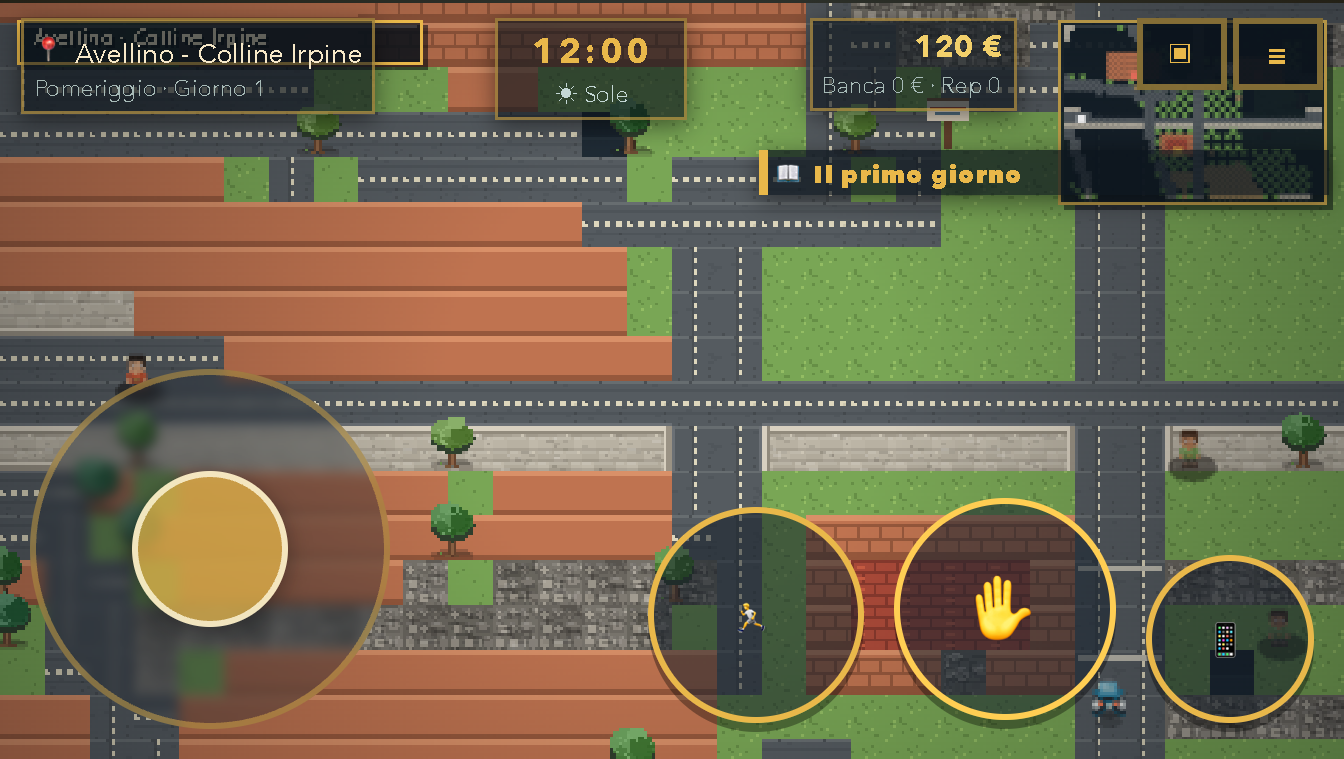 Avellino - Colline Irpine
📍 Avellino - Colline Irpine
Pomeriggio · Giorno 1
12:00
☀ Sole
120 €
Banca 0 € · Rep 0
📖 Il primo giorno